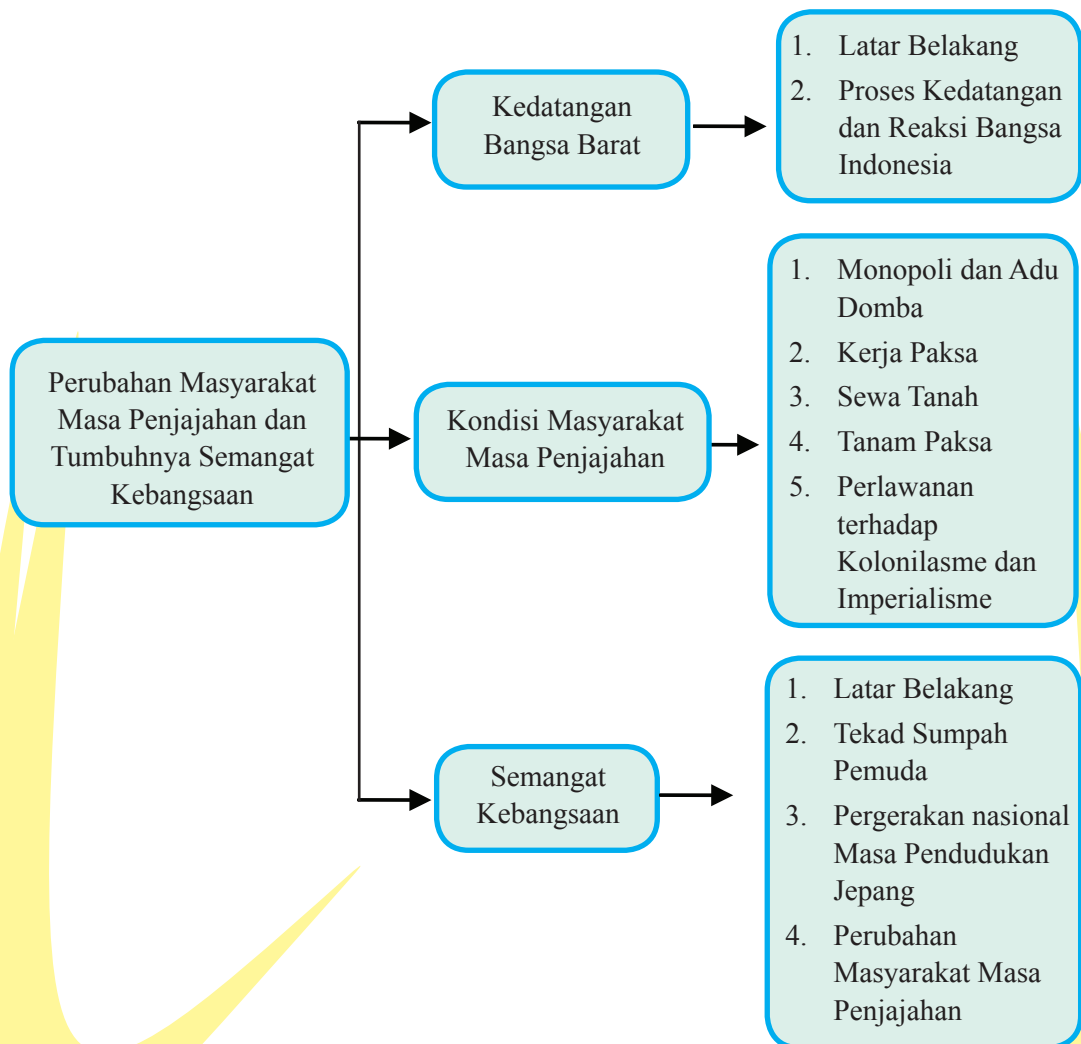 Perubahan Masyarakat
Masa Penjajahan dan
Tumbuhnya Semangat
Kebangsaan
Kedatangan
Bangsa Barat
1. Latar Belakang
2. Proses Kedatangan
dan Reaksi Bangsa
Indonesia
Kondisi Masyarakat
Masa Penjajahan
1. Monopoli dan Adu
Domba
2. Kerja Paksa
3. Sewa Tanah
4. Tanam Paksa
5. Perlawanan
terhadap
Kolonilasme dan
Imperialisme
Semangat
Kebangsaan
1. Latar Belakang
2. Tekad Sumpah
Pemuda
3. Pergerakan nasional
Masa Pendudukan
Jepang
4. Perubahan
Masyarakat Masa
Penjajahan